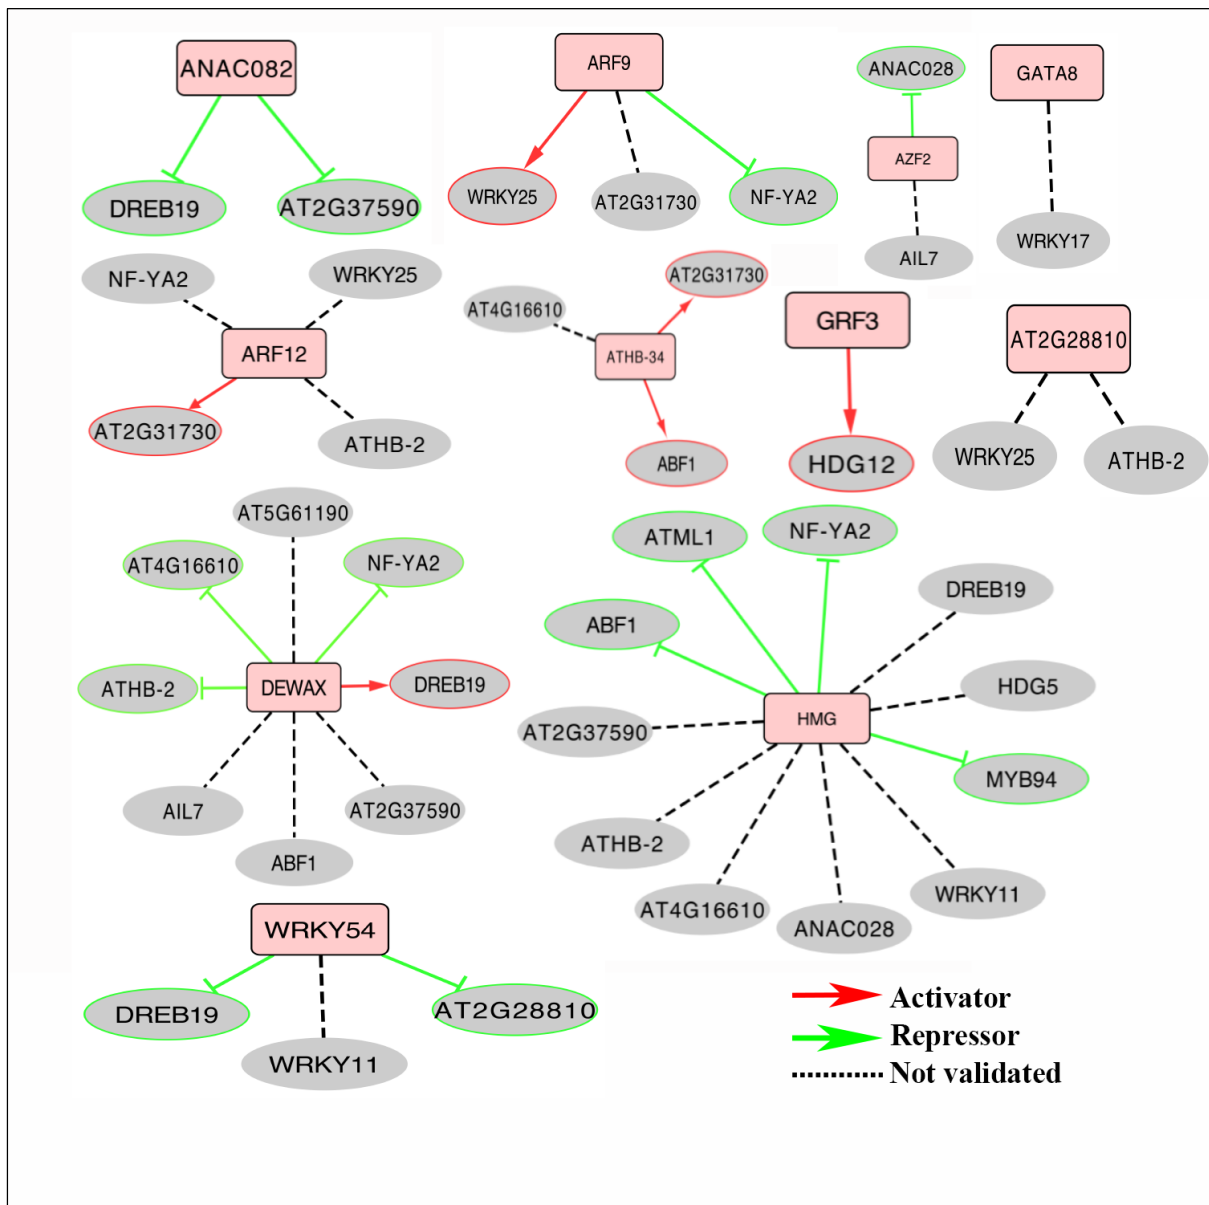 ANAC082
DREB19
AT2G37590
ARF9
WRKY25
AT2G31730
NF-YA2
ANAC028
AZF2
AIL7
GATA8
WRKY17
NF-YA2
WRKY25
ARF12
AT2G31730
ATHB-2
AT2G31730
AT4G16610
ATHB-34
ABF1
GRF3
HDG12
AT2G28810
WRKY25
ATHB-2
AT5G61190
AT4G16610
NF-YA2
ATHB-2
DEWAX
DREB19
AIL7
AT2G37590
ABF1
ATML1
NF-YA2
DREB19
ABF1
HDG5
AT2G37590
HMG
MYB94
ATHB-2
AT4G16610
ANAC028
WRKY11
WRKY54
DREB19
AT2G28810
WRKY11
Activator
Repressor
Not validated